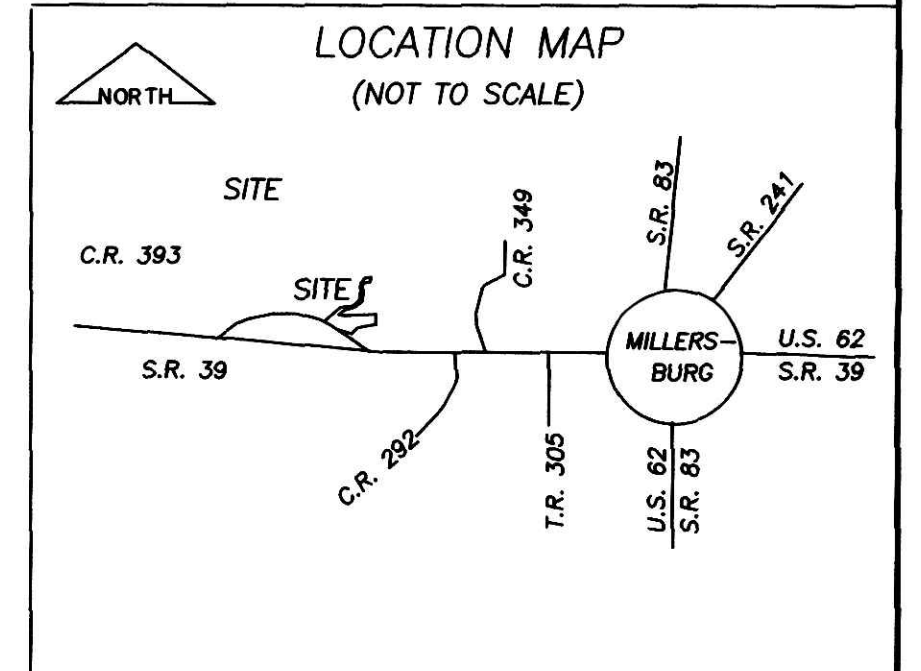 LOCATION MAP
(NOT TO SCALE)
NORTH
SITE
C.R. 393
SITE
S.R. 39
C.R. 292
C.R. 349
T.R. 305
S.R. 83
S.R. 241
MILLERS-
BURG
U.S. 62
S.R. 39
U.S. 62
S.R. 83